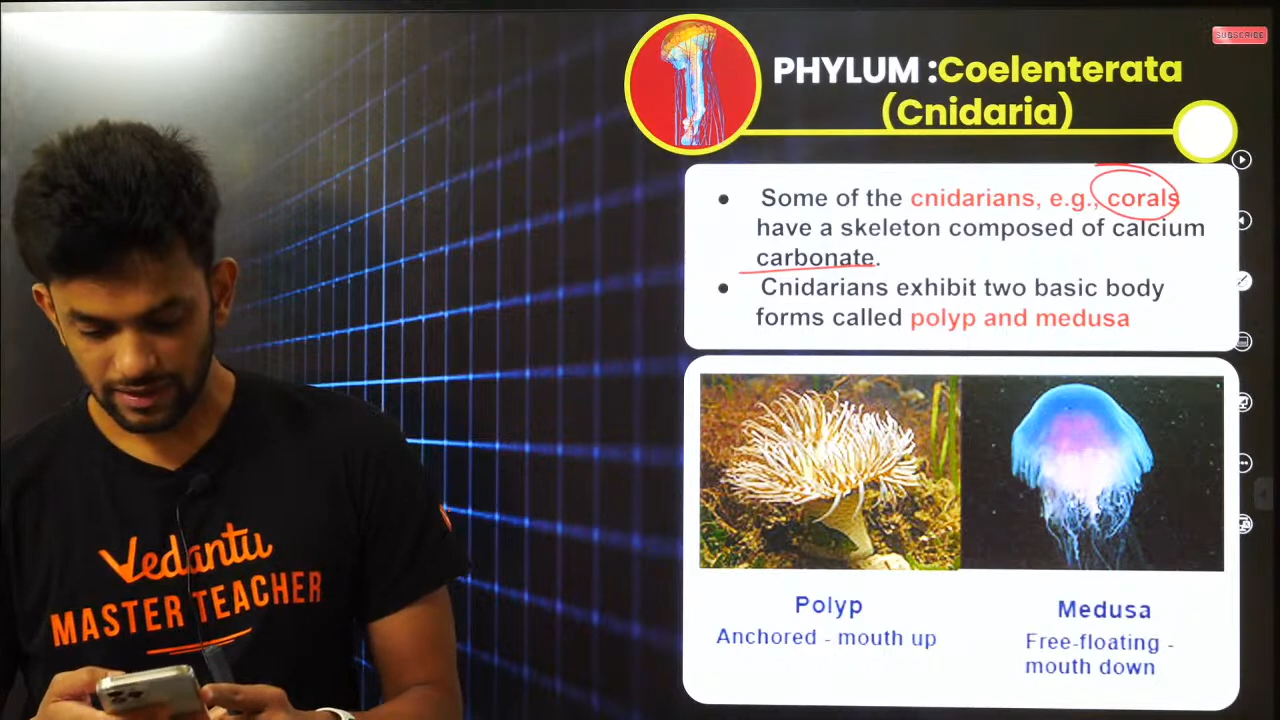 SUBSCRIBE
PHYLUM :Coelenterata
(Cnidaria)
• Some of the cnidarians, e.g., corals
have a skeleton composed of calcium
carbonate.
• Cnidarians exhibit two basic body
forms called polyp and medusa
Polyp
Anchored - mouth up
Medusa
Free-floating -
mouth down
Vedantu
MASTER TEACHER